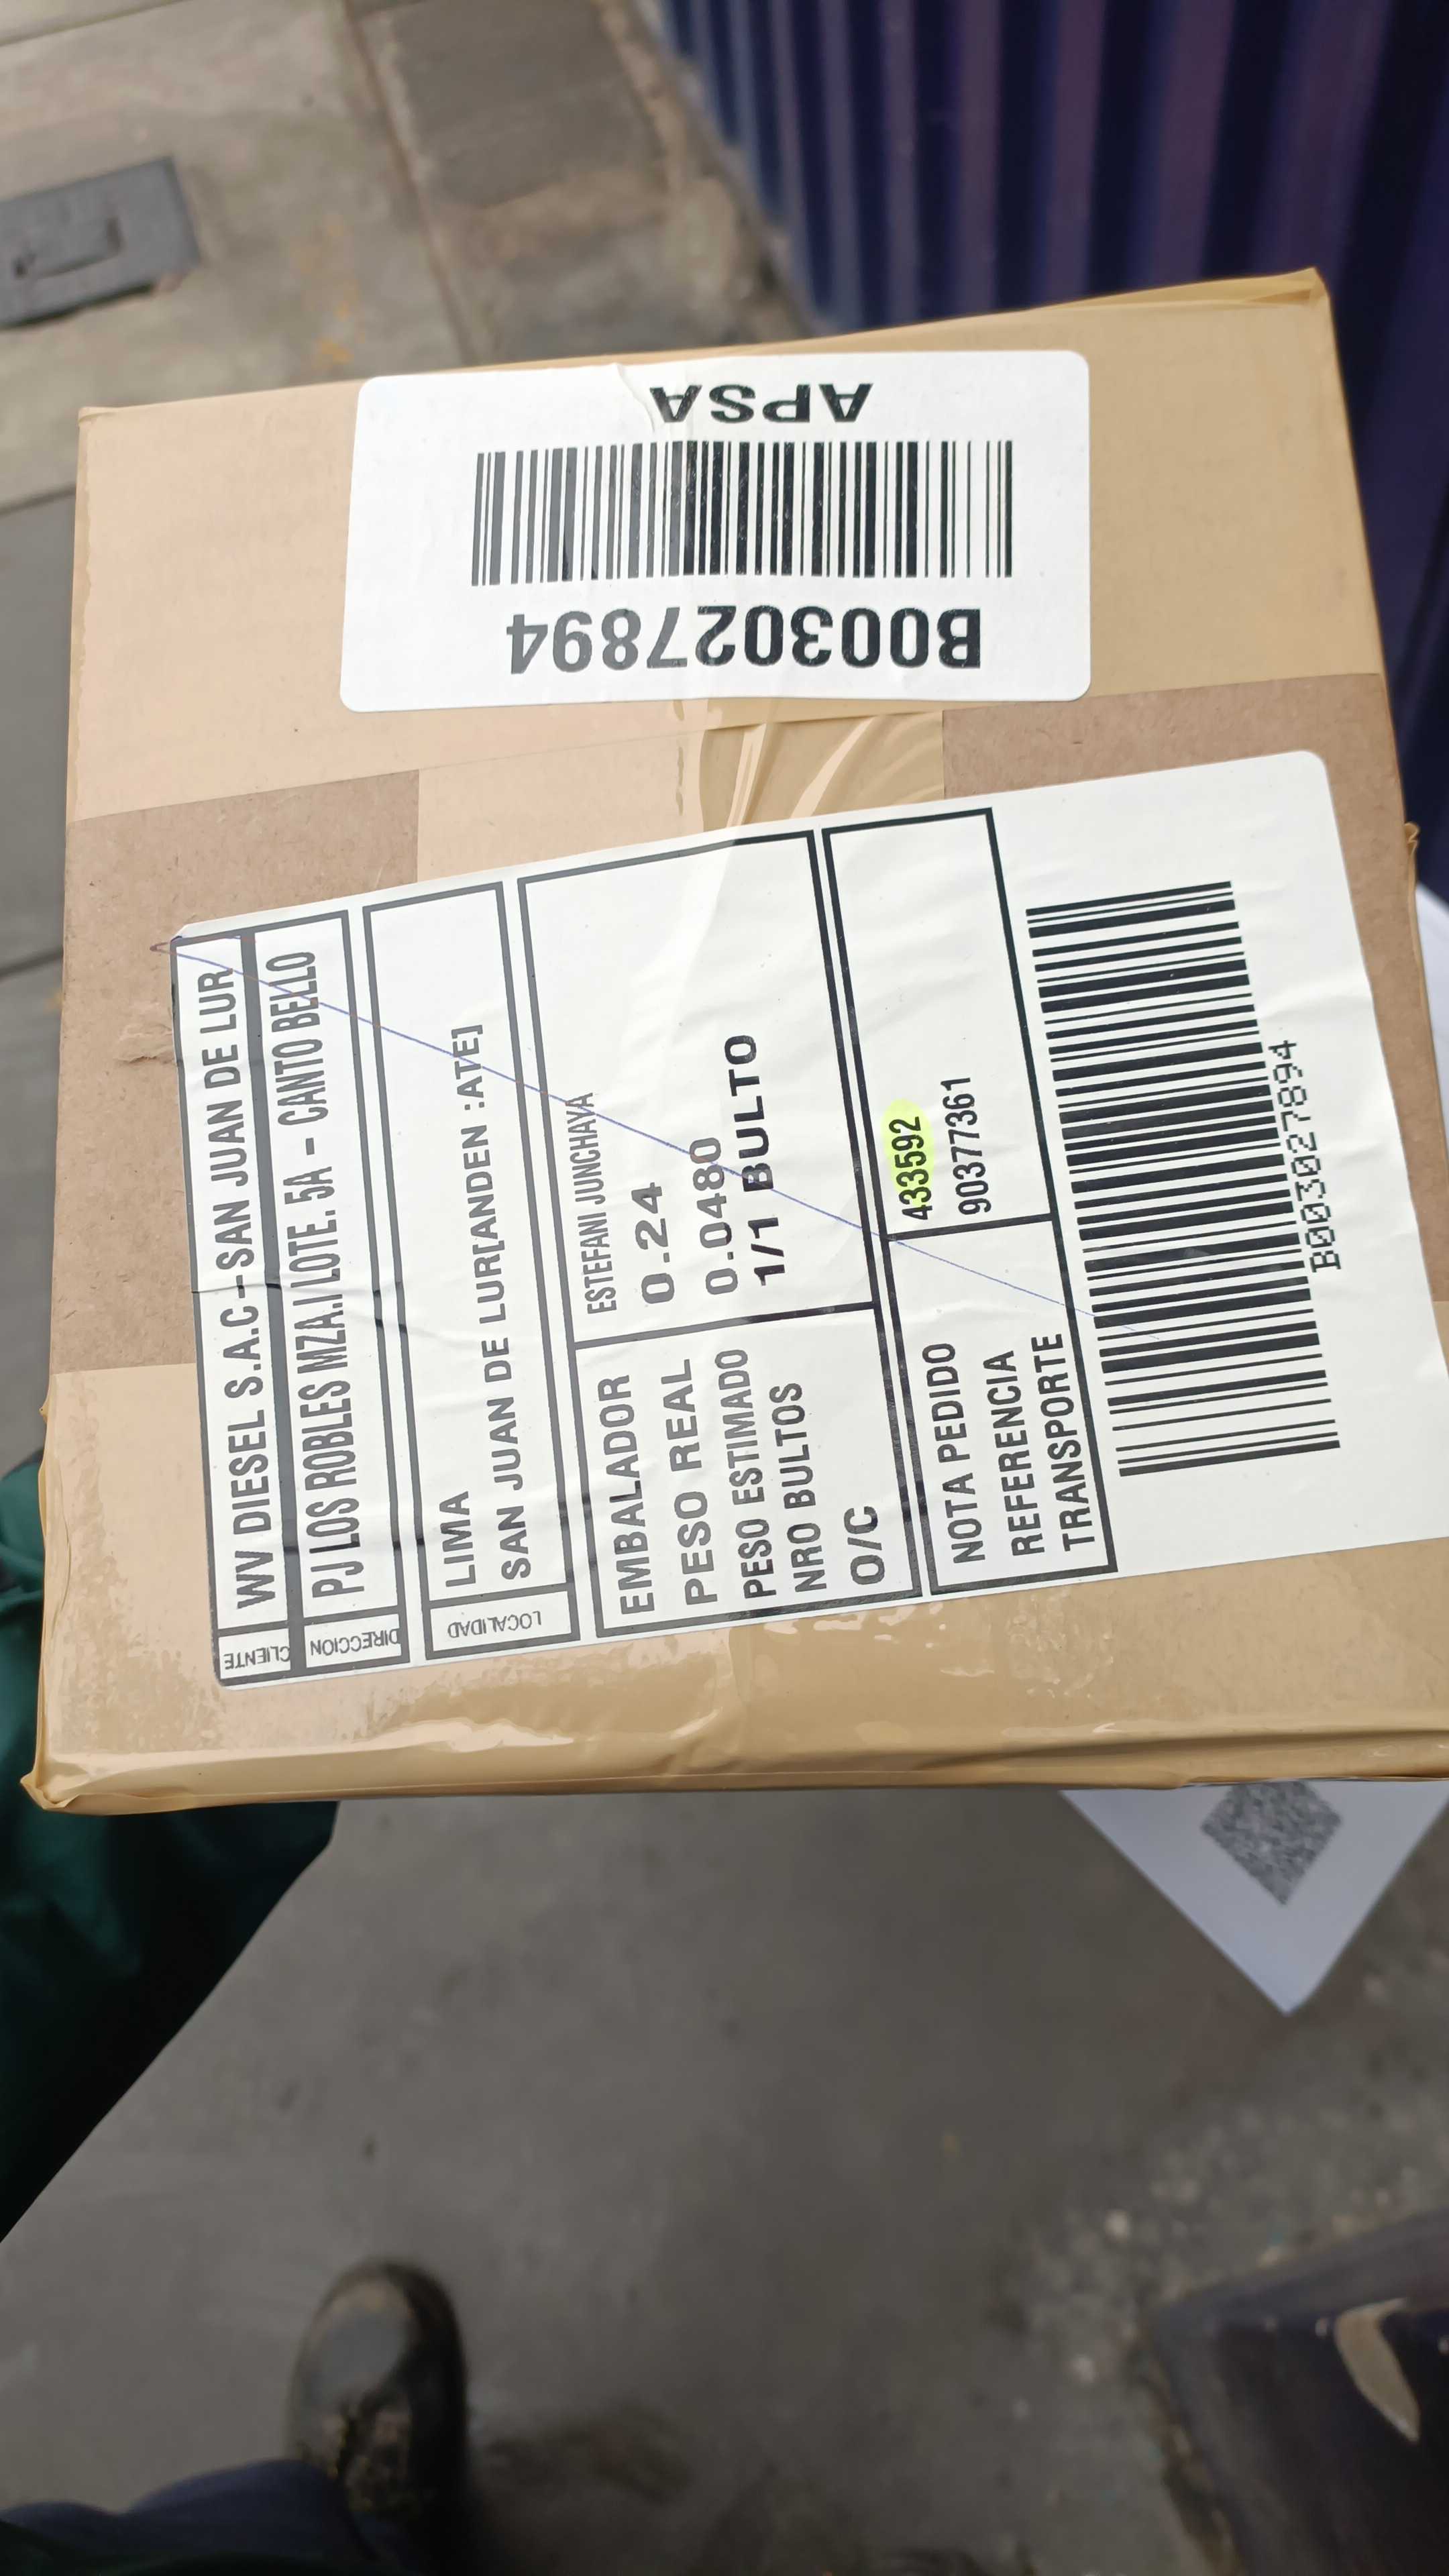 APSA
B003027894
CLIENTE WV DIESEL S.A.C-SAN JUAN DE LUR
DIRECCION PJ LOS ROBLES MZA.I LOTE. 5A - CANTO BELLO
LOCALIDAD LIMA
SAN JUAN DE LUR[ANDEN :ATE]
EMBALADOR ESTEFANI JUNCHAYA
PESO REAL 0.24
PESO ESTIMADO 0.0480
NRO BULTOS 1/1 BULTO
O/C
NOTA PEDIDO 433592
REFERENCIA 90377361
TRANSPORTE
B003027894